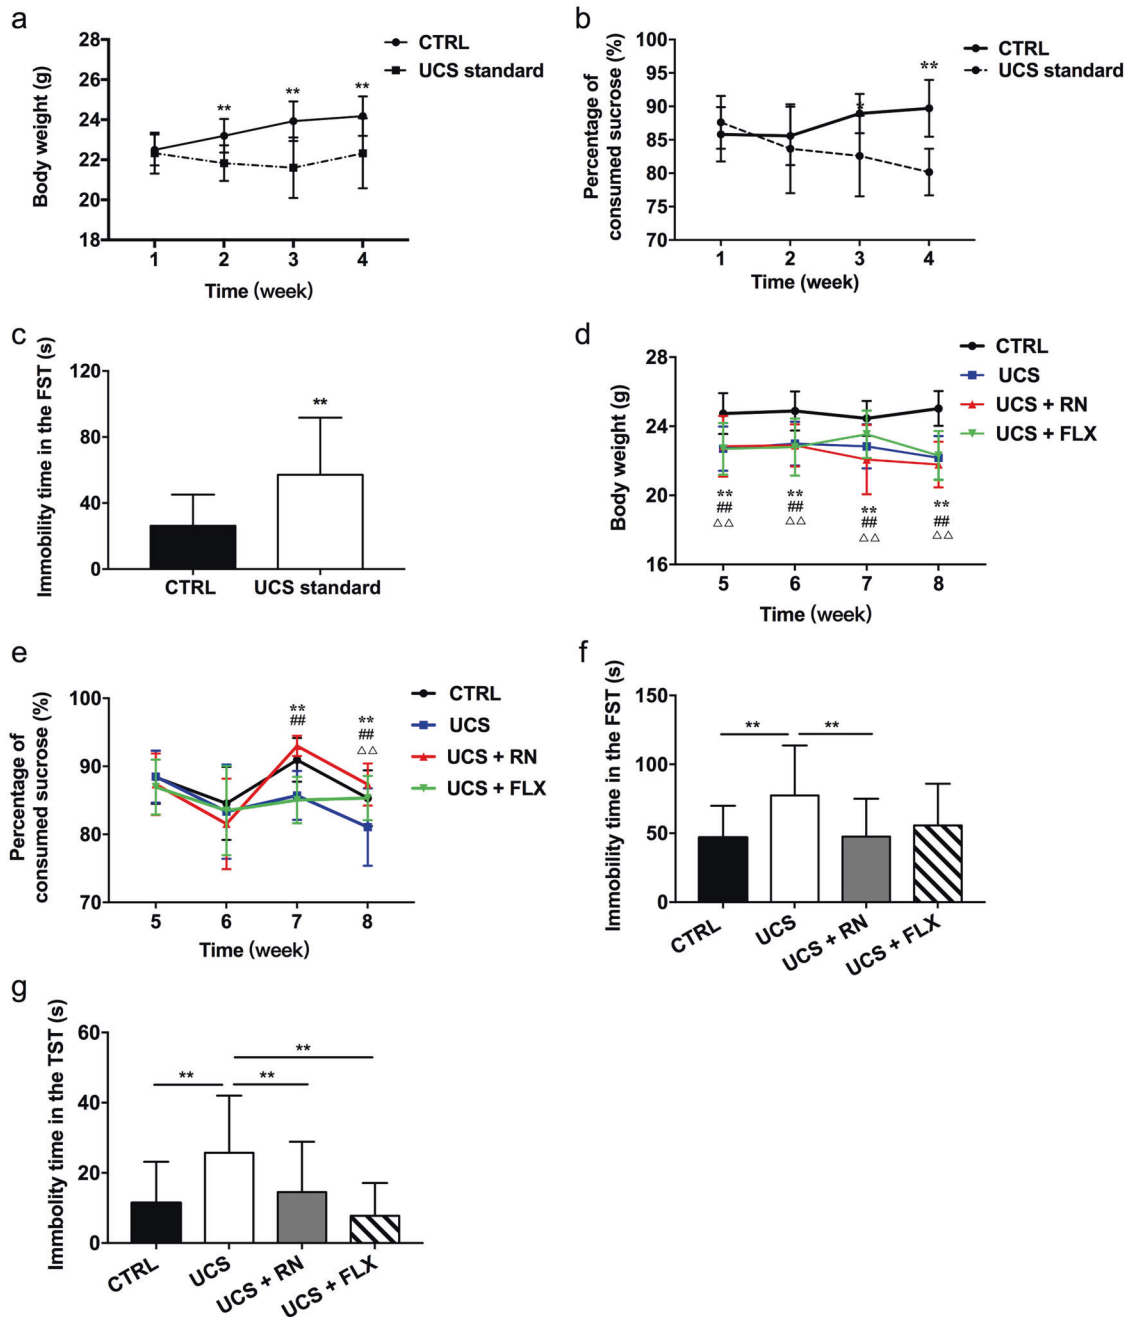 a
Body weight (g)
28
26
24
22
20
18
**
**
**
1
2
3
4
Time (week)
CTRL
UCS standard
b
Percentage of
consumed sucrose (%)
100
95
90
85
80
75
70
*
**
1
2
3
4
Time (week)
CTRL
UCS standard
c
Immobility time in the FST (s)
120
80
40
0
**
CTRL
UCS standard
d
Body weight (g)
28
24
20
16
**
##
△△
**
##
△△
**
##
△△
**
##
△△
5
6
7
8
Time (week)
CTRL
UCS
UCS + RN
UCS + FLX
e
Percentage of
consumed sucrose (%)
100
90
80
70
**
##
**
##
△△
5
6
7
8
Time (week)
CTRL
UCS
UCS + RN
UCS + FLX
f
Immobility time in the FST (s)
150
100
50
0
**
**
CTRL
UCS
UCS + RN
UCS + FLX
g
Immbolity time in the TST (s)
60
40
20
0
**
**
**
CTRL
UCS
UCS + RN
UCS + FLX